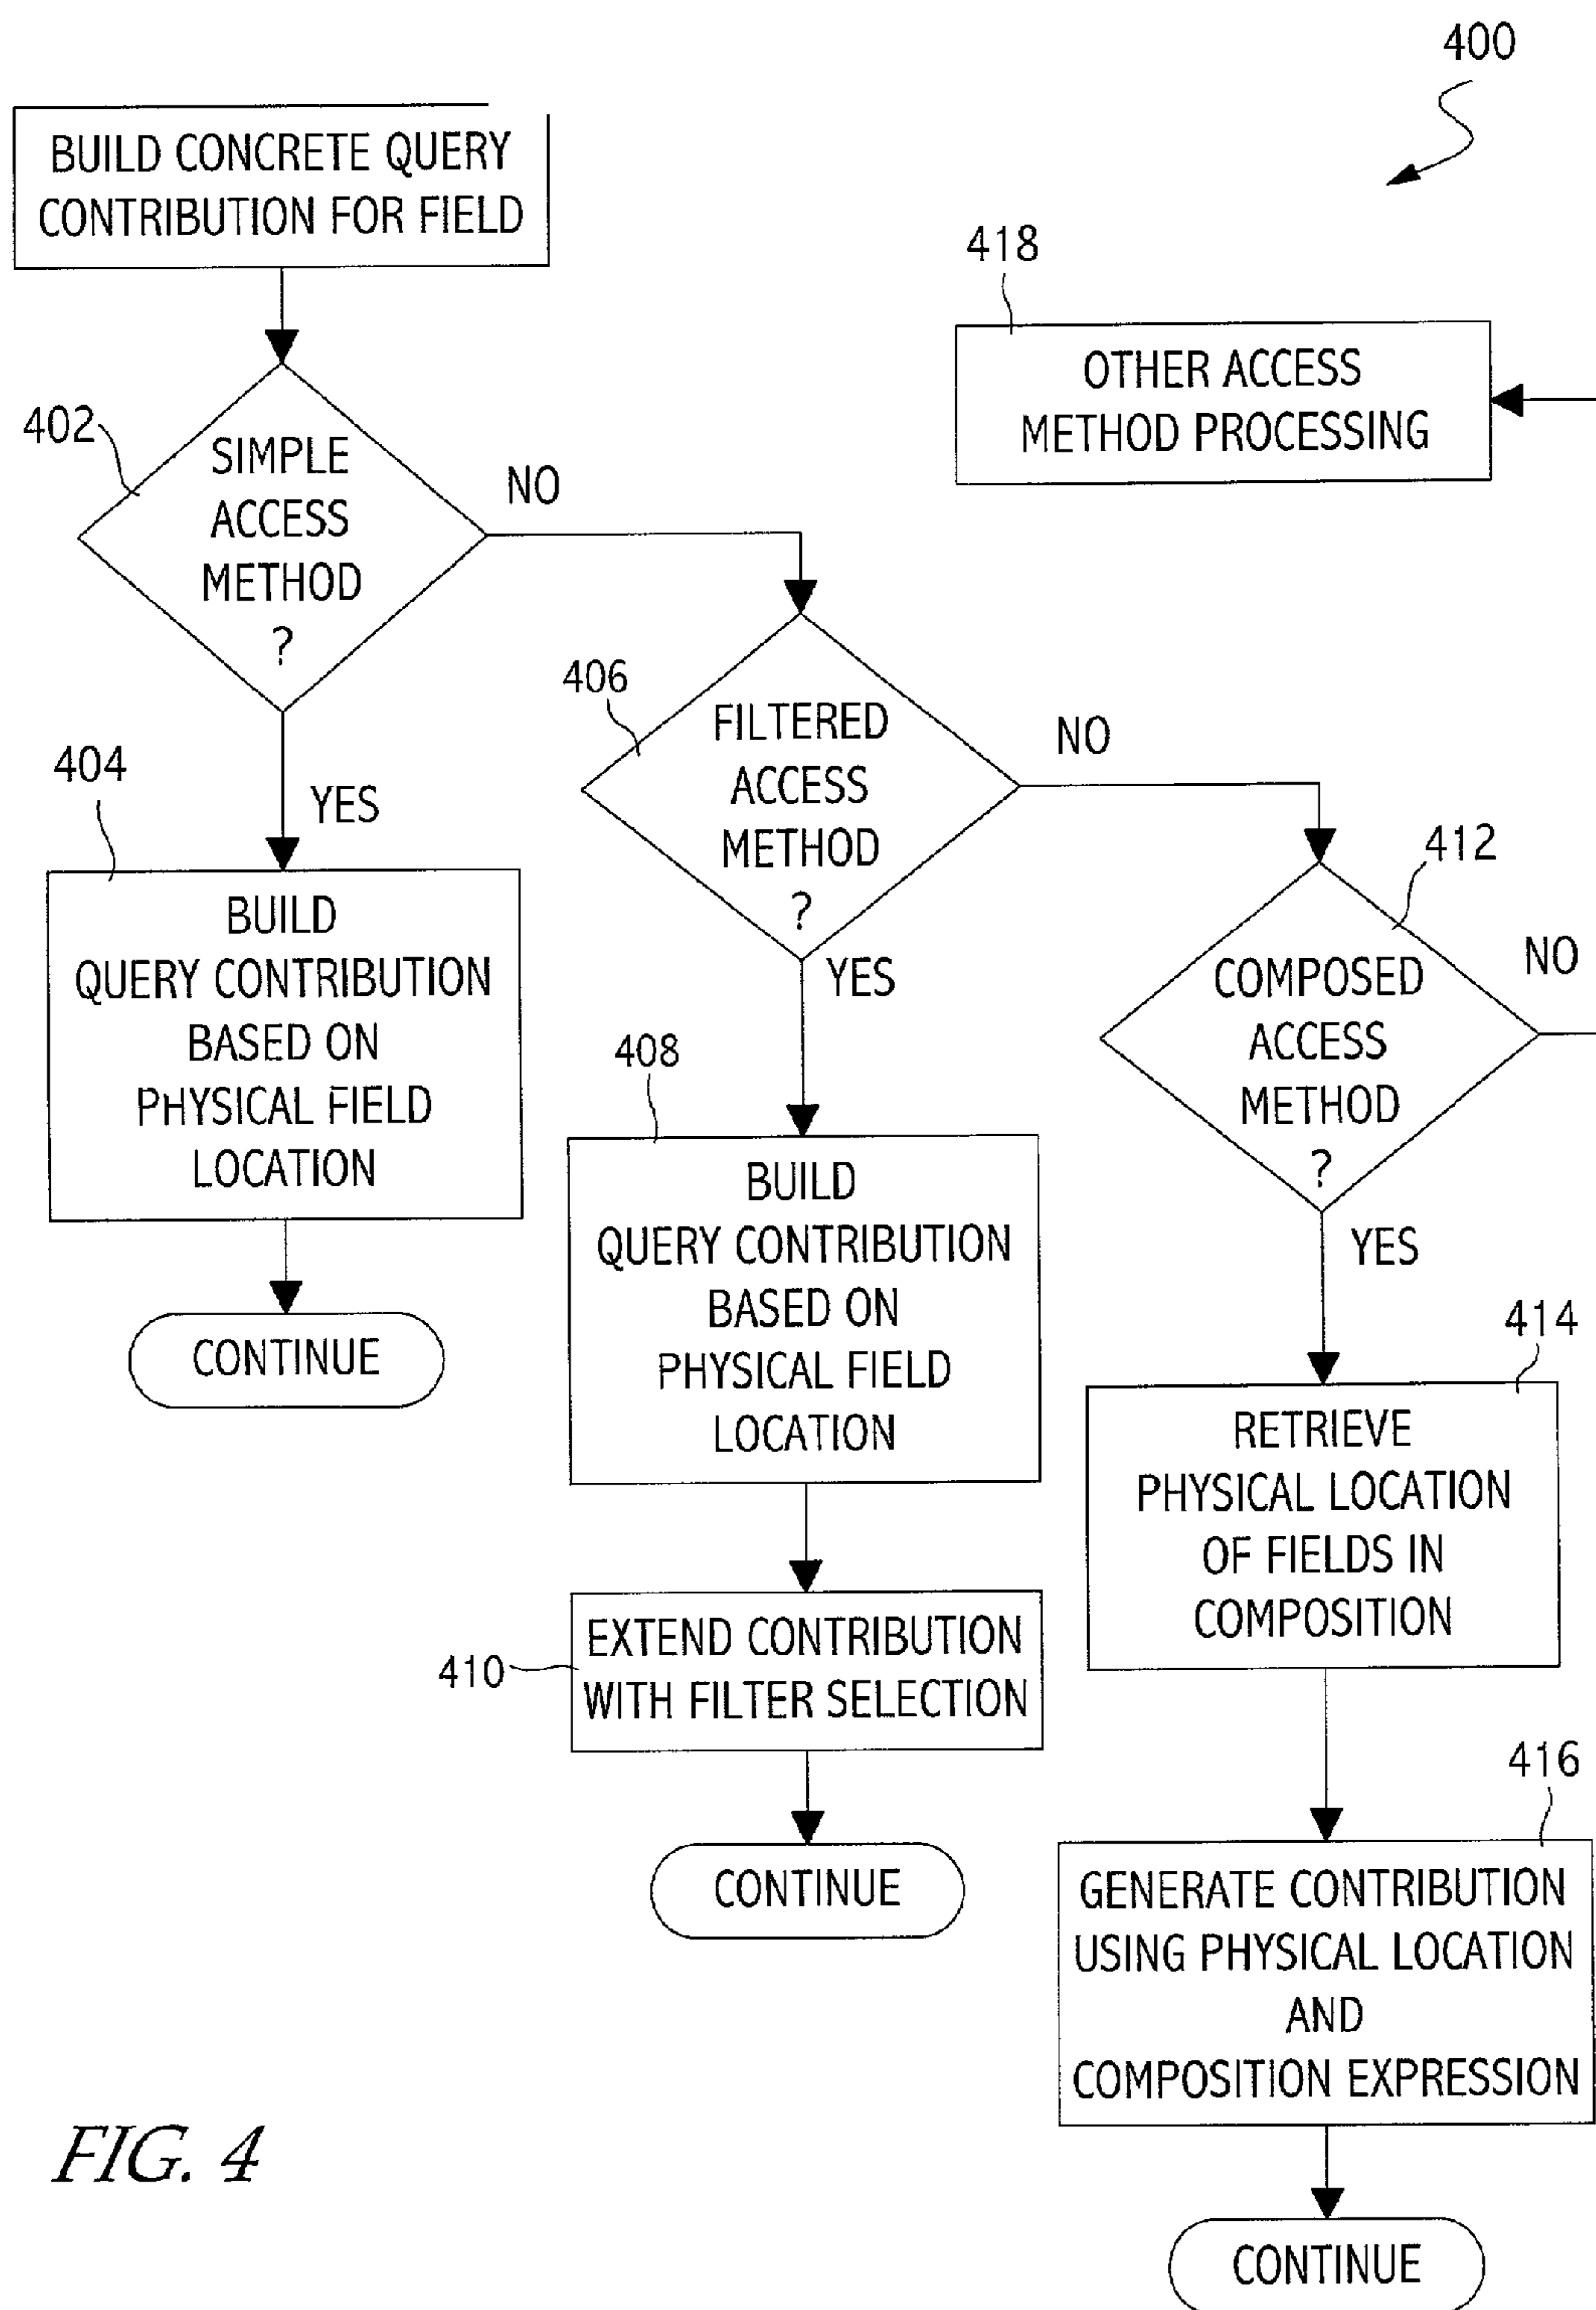 400
BUILD CONCRETE QUERY
CONTRIBUTION FOR FIELD
418
OTHER ACCESS
METHOD PROCESSING
402
SIMPLE
ACCESS
METHOD
?
NO
YES
404
BUILD
QUERY CONTRIBUTION
BASED ON
PHYSICAL FIELD
LOCATION
CONTINUE
406
FILTERED
ACCESS
METHOD
?
NO
YES
408
BUILD
QUERY CONTRIBUTION
BASED ON
PHYSICAL FIELD
LOCATION
410
EXTEND CONTRIBUTION
WITH FILTER SELECTION
CONTINUE
412
COMPOSED
ACCESS
METHOD
?
NO
YES
414
RETRIEVE
PHYSICAL LOCATION
OF FIELDS IN
COMPOSITION
416
GENERATE CONTRIBUTION
USING PHYSICAL LOCATION
AND
COMPOSITION EXPRESSION
CONTINUE
FIG. 4